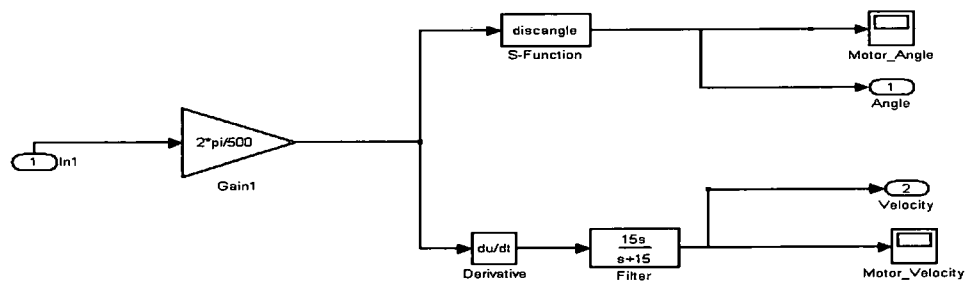 discangle
S-Function
Motor_Angle
1
Angle
1
In1
2*pi/500
Gain1
2
Velocity
du/dt
Derivative
15s
s+15
Filter
Motor_Velocity